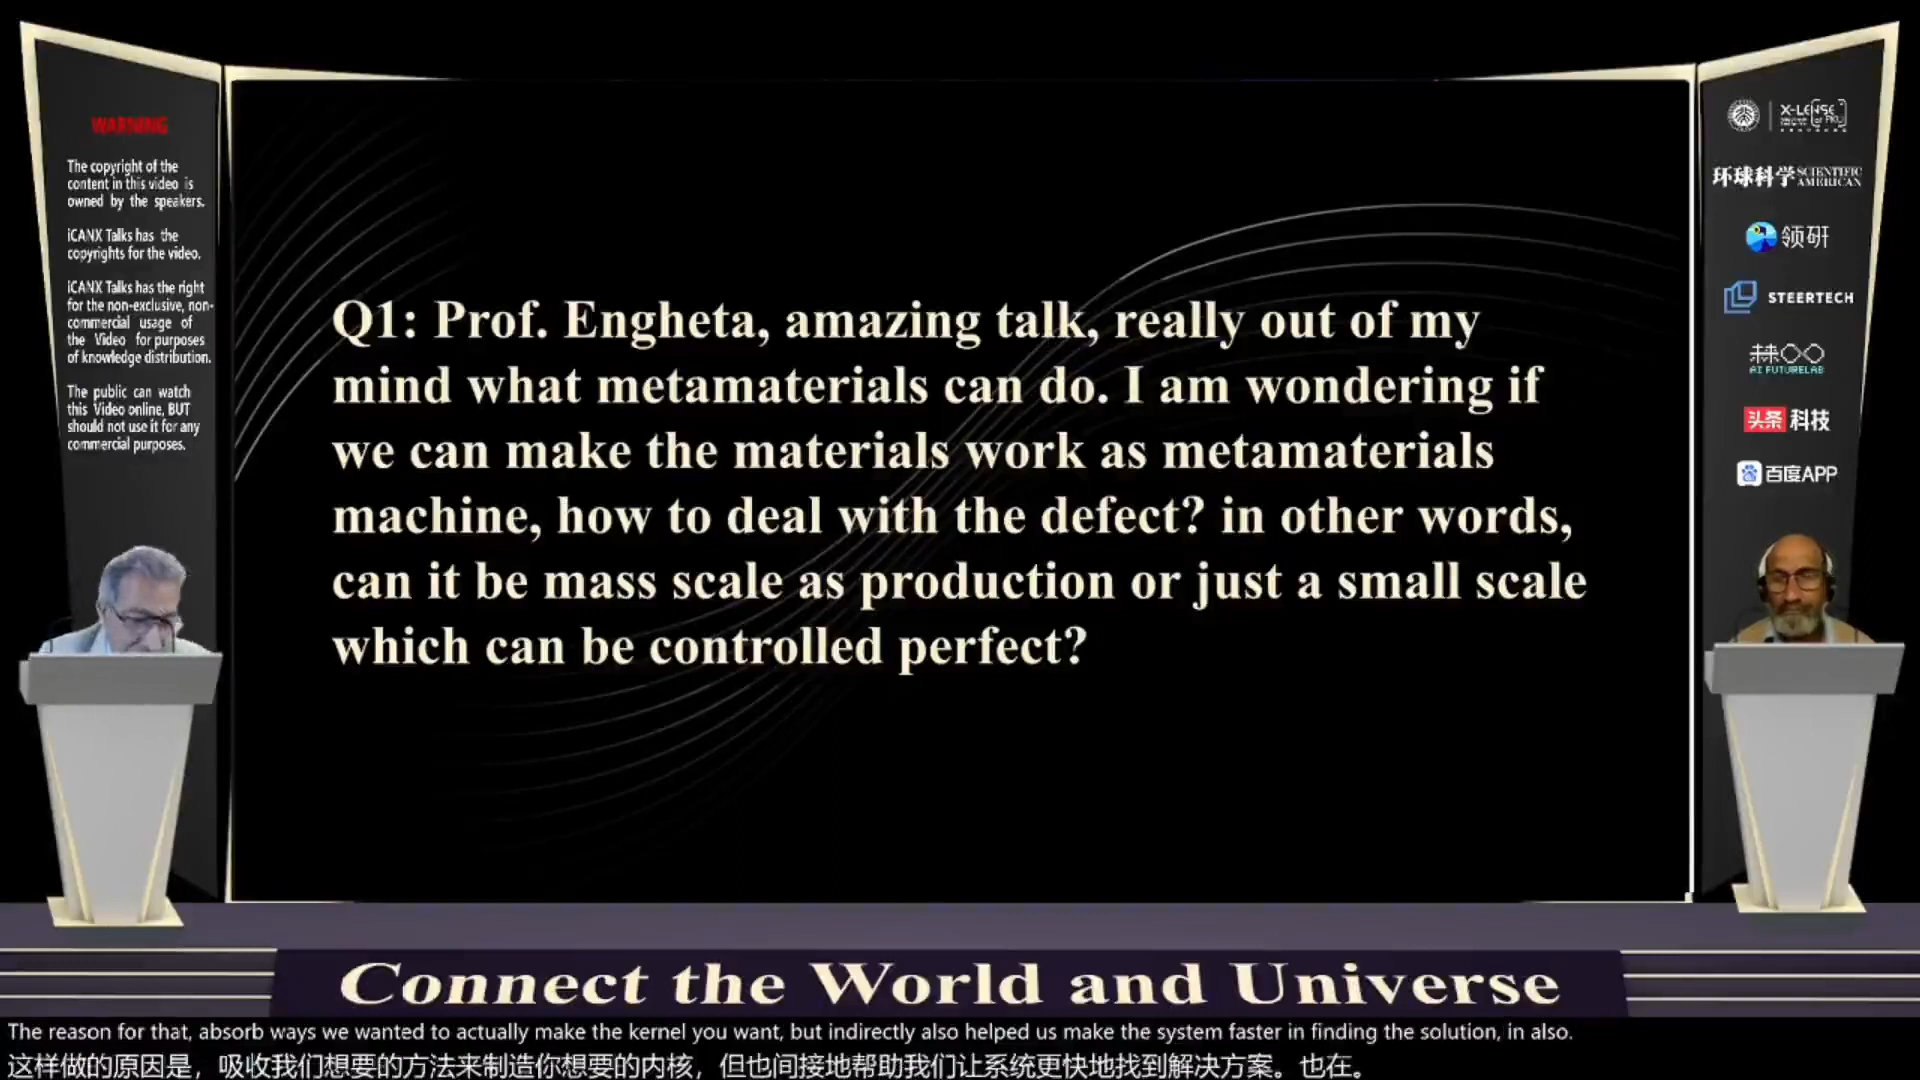 WARNING
The copyright of the
content in this video is
owned by the speakers.
iCANX Talks has the
copyrights for the video.
iCANX Talks has the right
for the non-exclusive, non-
commercial usage of
the Video for purposes
of knowledge distribution.
The public can watch
this Video online, BUT
should not use it for any
commercial purposes.
Q1: Prof. Engheta, amazing talk, really out of my
mind what metamaterials can do. I am wondering if
we can make the materials work as metamaterials
machine, how to deal with the defect? in other words,
can it be mass scale as production or just a small scale
which can be controlled perfect?
X-LENSE
环球科学 SCIENTIFIC
AMERICAN
领研
STEERTECH
AI FUTURELAB
头条 科技
百度APP
Connect the World and Universe
The reason for that, absorb ways we wanted to actually make the kernel you want, but indirectly also helped us make the system faster in finding the solution, in also.
这样做的原因是，吸收我们想要的方法来制造你想要的内核，但也间接地帮助我们让系统更快地找到解决方案。也在。